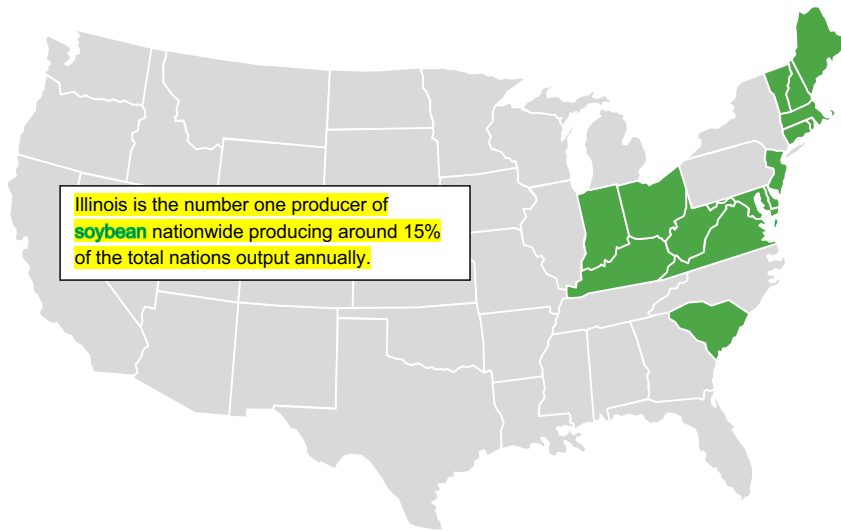 Illinois is the number one producer of
soybean nationwide producing around 15%
of the total nations output annually.